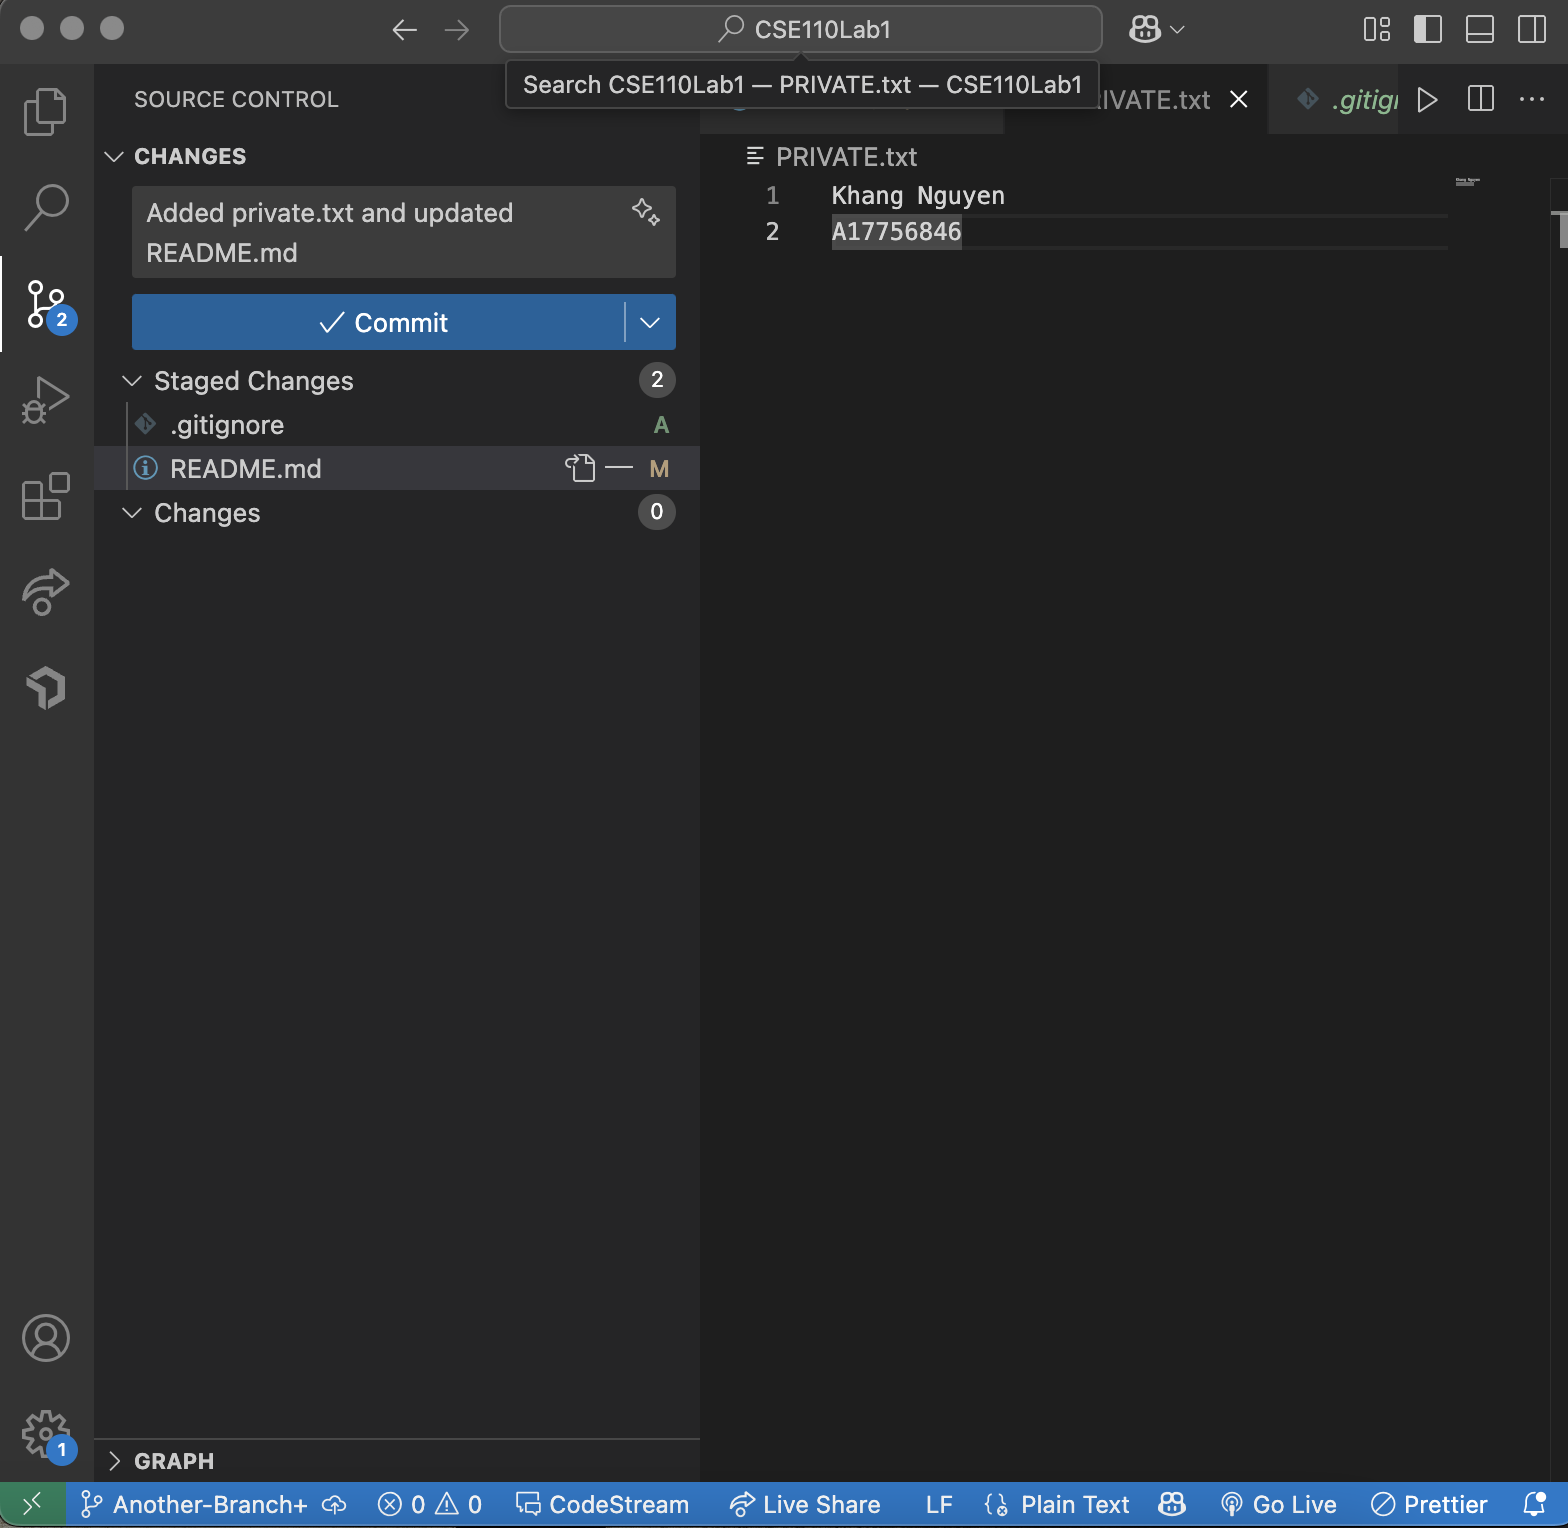 CSE110Lab1
Search CSE110Lab1 — PRIVATE.txt — CSE110Lab1
SOURCE CONTROL
IVATE.txt
.gitig
CHANGES
Added private.txt and updated
README.md
Commit
Staged Changes 2
.gitignore A
README.md M
Changes 0
2
PRIVATE.txt
1 Khang Nguyen
2 A17756846
1
GRAPH
Another-Branch+ 0 0 CodeStream Live Share LF Plain Text Go Live Prettier